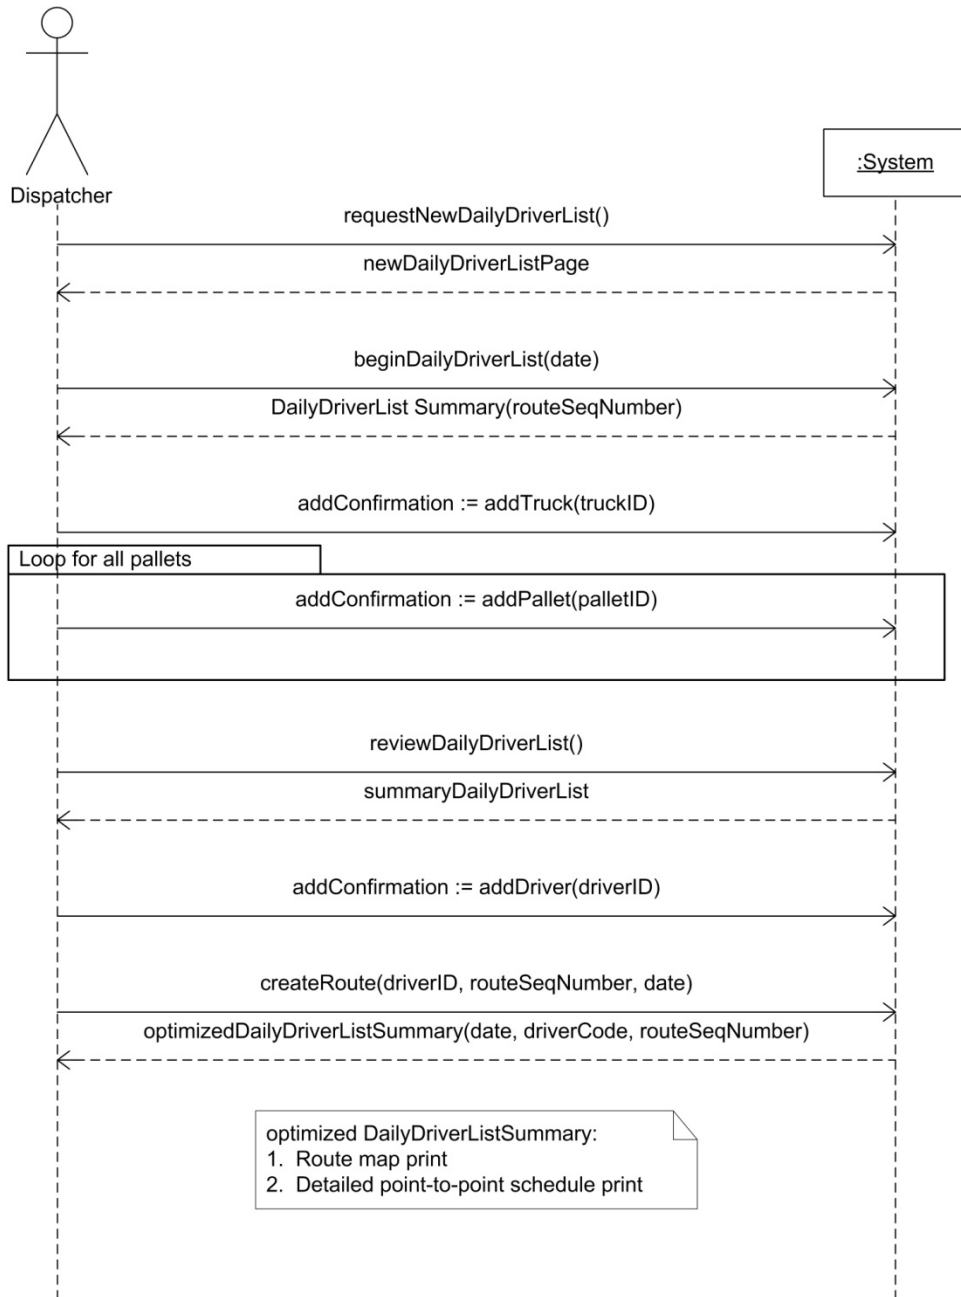 Dispatcher
:System
requestNewDailyDriverList()
newDailyDriverListPage
beginDailyDriverList(date)
DailyDriverList Summary(routeSeqNumber)
addConfirmation := addTruck(truckID)
Loop for all pallets
addConfirmation := addPallet(palletID)
reviewDailyDriverList()
summaryDailyDriverList
addConfirmation := addDriver(driverID)
createRoute(driverID, routeSeqNumber, date)
optimizedDailyDriverListSummary(date, driverCode, routeSeqNumber)
optimized DailyDriverListSummary:
1. Route map print
2. Detailed point-to-point schedule print